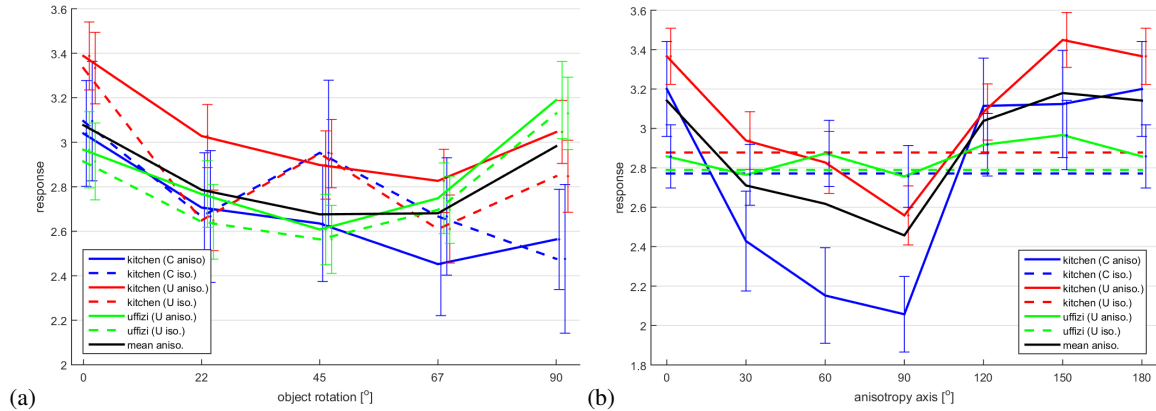 3.6
3.4
3.2
3
2.8
2.6
2.4
2.2
2
response
kitchen (C aniso)
kitchen (C iso.)
kitchen (U aniso.)
kitchen (U iso.)
uffizi (U aniso.)
uffizi (U iso.)
mean aniso.
0
22
45
67
90
object rotation [°]
(a)
3.6
3.4
3.2
3
2.8
2.6
2.4
2.2
2
1.8
response
kitchen (C aniso)
kitchen (C iso.)
kitchen (U aniso.)
kitchen (U iso.)
uffizi (U aniso.)
uffizi (U iso.)
mean aniso.
0
30
60
90
120
150
180
anisotropy axis [°]
(b)